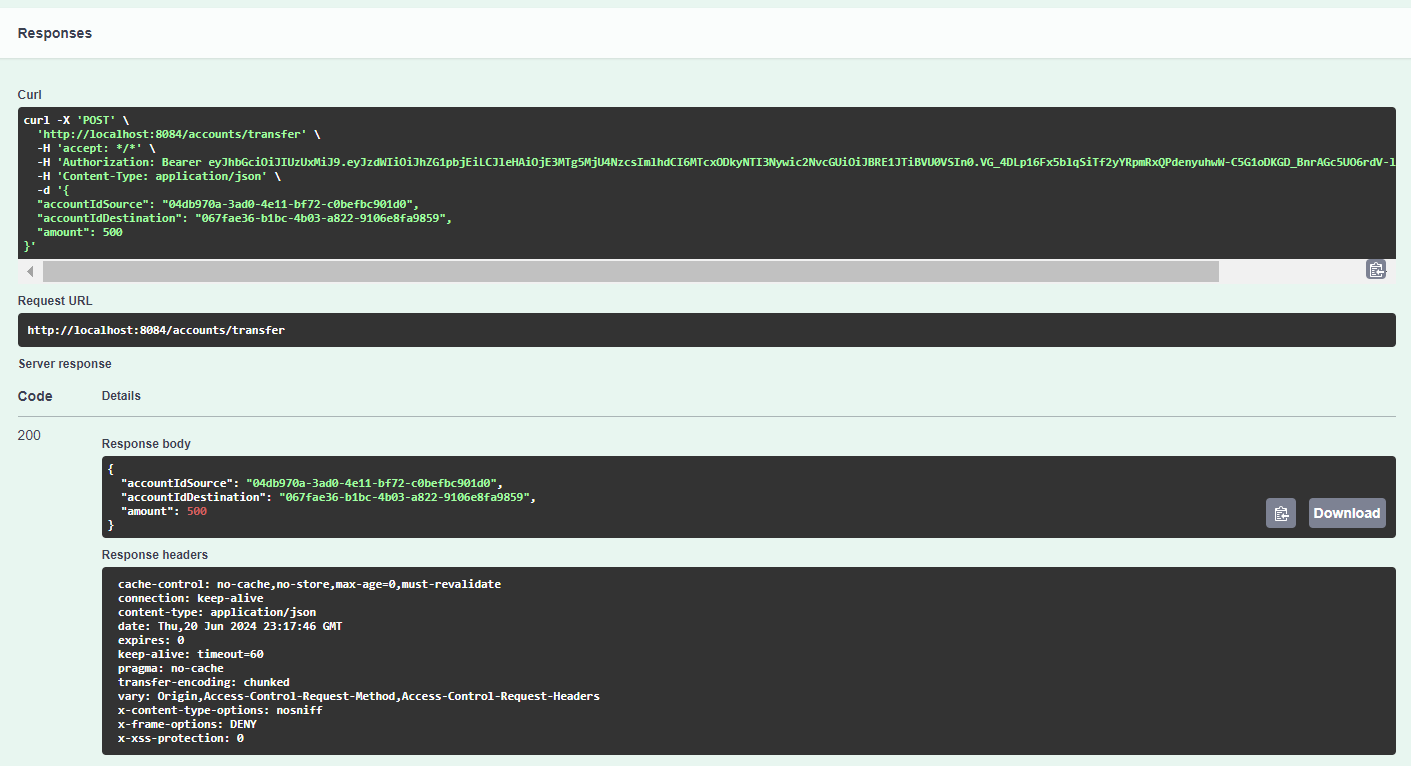 Responses
Curl
curl -X 'POST' \
'http://localhost:8084/accounts/transfer' \
-H 'accept: */*' \
-H 'Authorization: Bearer eyJhbGciOiJIUzUxMiJ9.eyJzdWIiOiJhZG1pbjEiLCJleHAiOjE3MTg5MjU4NzcsImlhdCI6MTcxODkyNTI3Nywic2NvcGUiOiJBRE1JTiBVU0VSIn0.VG_4DLp16Fx5blqSiTf2yYRpmRxQPdenyuhwW-C5G1oDKGD_BnrAGc5UO6rdV-l
-H 'Content-Type: application/json' \
-d '{
"accountIdSource": "04db970a-3ad0-4e11-bf72-c0befbc901d0",
"accountIdDestination": "067fae36-b1bc-4b03-a822-9106e8fa9859",
"amount": 500
}'
Request URL
http://localhost:8084/accounts/transfer
Server response
Code Details
200
Response body
{
"accountIdSource": "04db970a-3ad0-4e11-bf72-c0befbc901d0",
"accountIdDestination": "067fae36-b1bc-4b03-a822-9106e8fa9859",
"amount": 500
}
Download
Response headers
cache-control: no-cache,no-store,max-age=0,must-revalidate
connection: keep-alive
content-type: application/json
date: Thu,20 Jun 2024 23:17:46 GMT
expires: 0
keep-alive: timeout=60
pragma: no-cache
transfer-encoding: chunked
vary: Origin,Access-Control-Request-Method,Access-Control-Request-Headers
x-content-type-options: nosniff
x-frame-options: DENY
x-xss-protection: 0